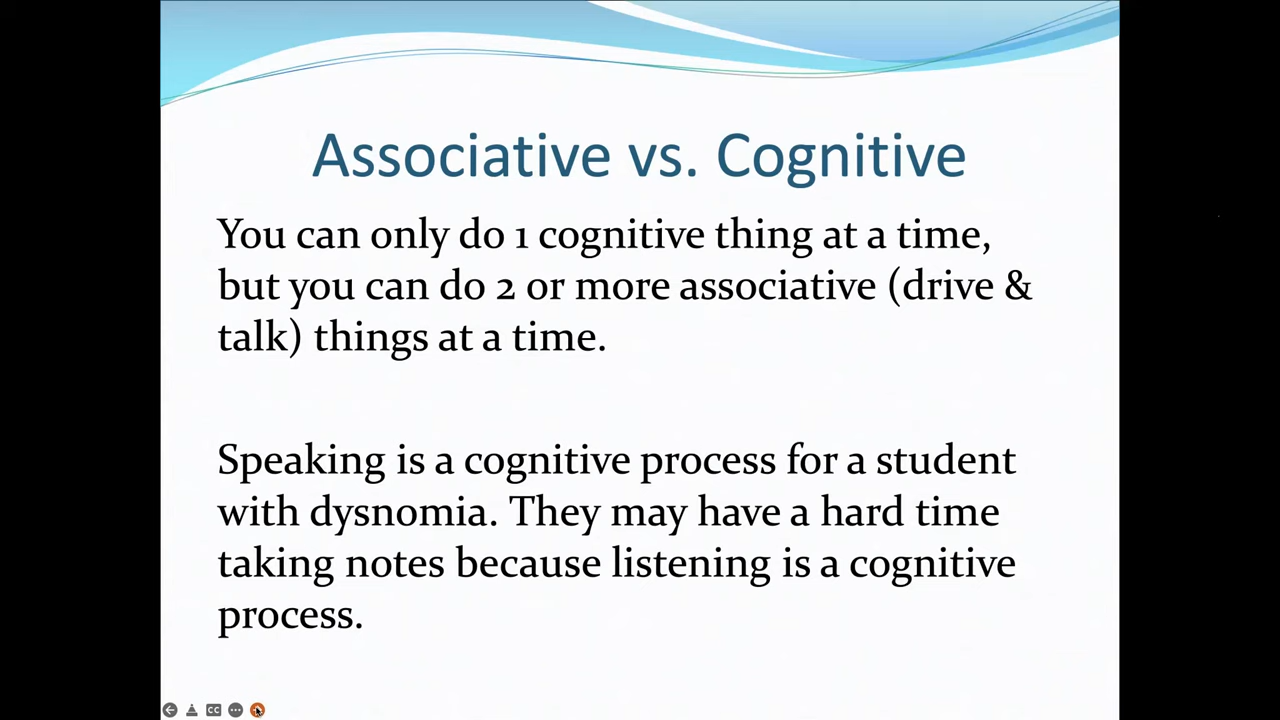 Associative vs. Cognitive
You can only do 1 cognitive thing at a time,
but you can do 2 or more associative (drive &
talk) things at a time.
Speaking is a cognitive process for a student
with dysnomia. They may have a hard time
taking notes because listening is a cognitive
process.
CC